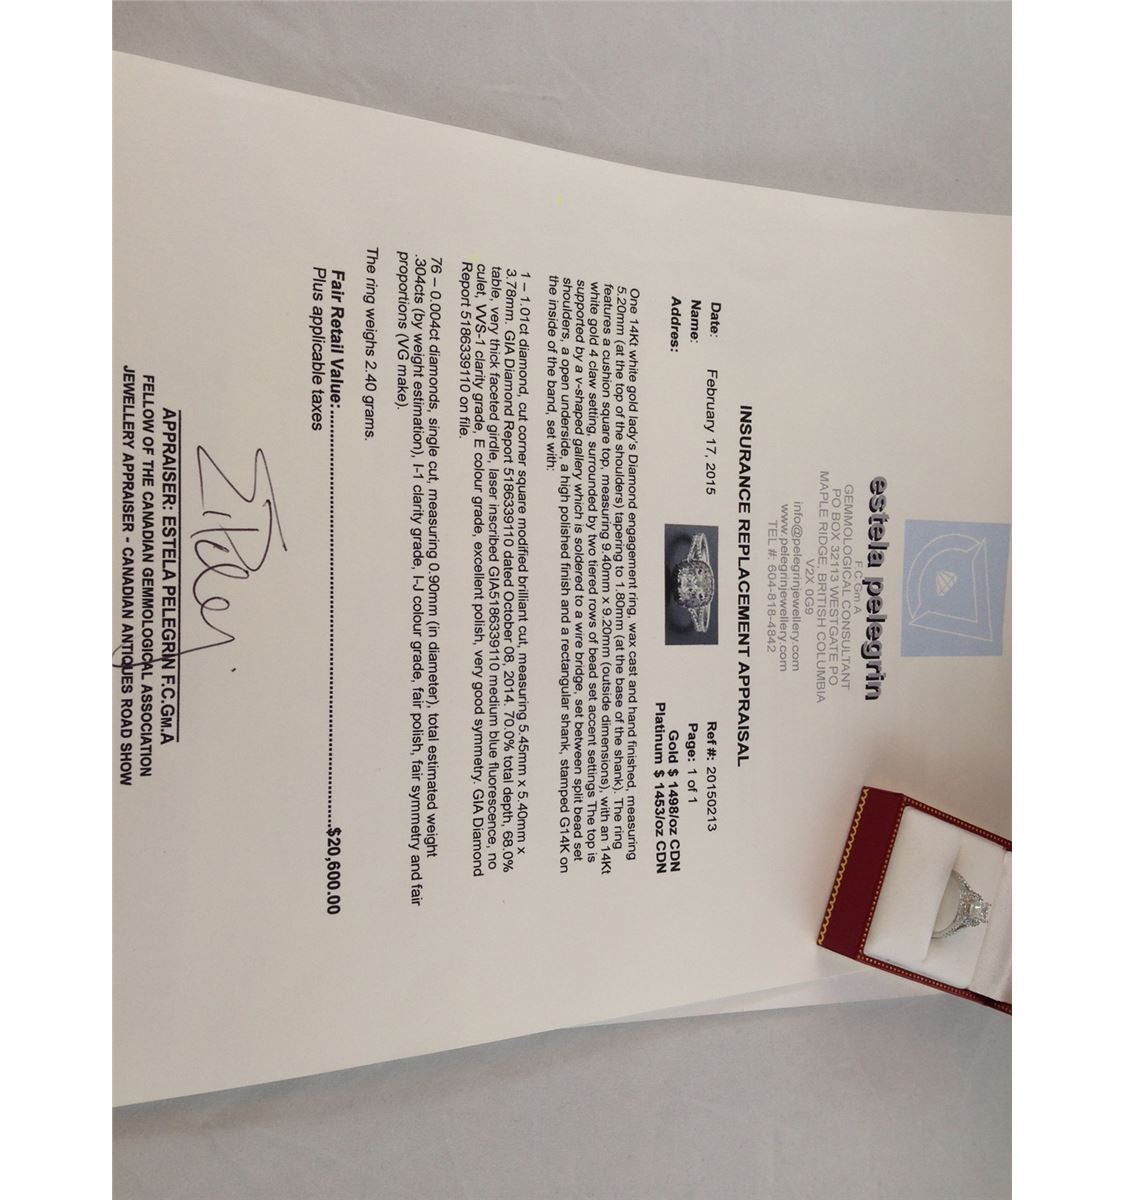 estela pelegrin
F.C.Gm.A
GEMMOLOGICAL CONSULTANT
PO BOX 32113 WESTGATE PO
MAPLE RIDGE, BRITISH COLUMBIA
V2X 0G9
info@pelegrinjewellery.com
www.pelegrinjewellery.com
TEL #: 604-818-4842
INSURANCE REPLACEMENT APPRAISAL
Date: February 17, 2015 Ref #: 20150213
Name: Page: 1 of 1
Addres: Gold $ 1498/oz CDN
Platinum $ 1453/oz CDN
One 14Kt white gold lady's Diamond engagement ring, wax cast and hand finished, measuring
5.20mm (at the top of the shoulders) tapering to 1.80mm (at the base of the shank). The ring
features a cushion square top, measuring 9.40mm x 9.20mm (outside dimensions), with an 14Kt
white gold 4 claw setting, surrounded by two tiered rows of bead set accent settings The top is
supported by a v-shaped gallery which is soldered to a wire bridge, set between split bead set
shoulders, a open underside, a high polished finish and a rectangular shank, stamped G14K on
the inside of the band, set with:
1 – 1.01ct diamond, cut corner square modified brilliant cut, measuring 5.45mm x 5.40mm x
3.78mm. GIA Diamond Report 5186339110 dated October 08, 2014. 70.0% total depth, 68.0%
table, very thick faceted girdle, laser inscribed GIA5186339110 medium blue fluorescence, no
culet, VVS-1 clarity grade, E colour grade, excellent polish, very good symmetry. GIA Diamond
Report 5186339110 on file.
76 – 0.004ct diamonds, single cut, measuring 0.90mm (in diameter), total estimated weight
.304cts (by weight estimation), I-1 clarity grade, I-J colour grade, fair polish, fair symmetry and fair
proportions (VG make).
The ring weighs 2.40 grams.
Fair Retail Value:..........................................................................$20,600.00
Plus applicable taxes
APPRAISER: ESTELA PELEGRIN F.C.Gm.A
FELLOW OF THE CANADIAN GEMMOLOGICAL ASSOCIATION
JEWELLERY APPRAISER - CANADIAN ANTIQUES ROAD SHOW